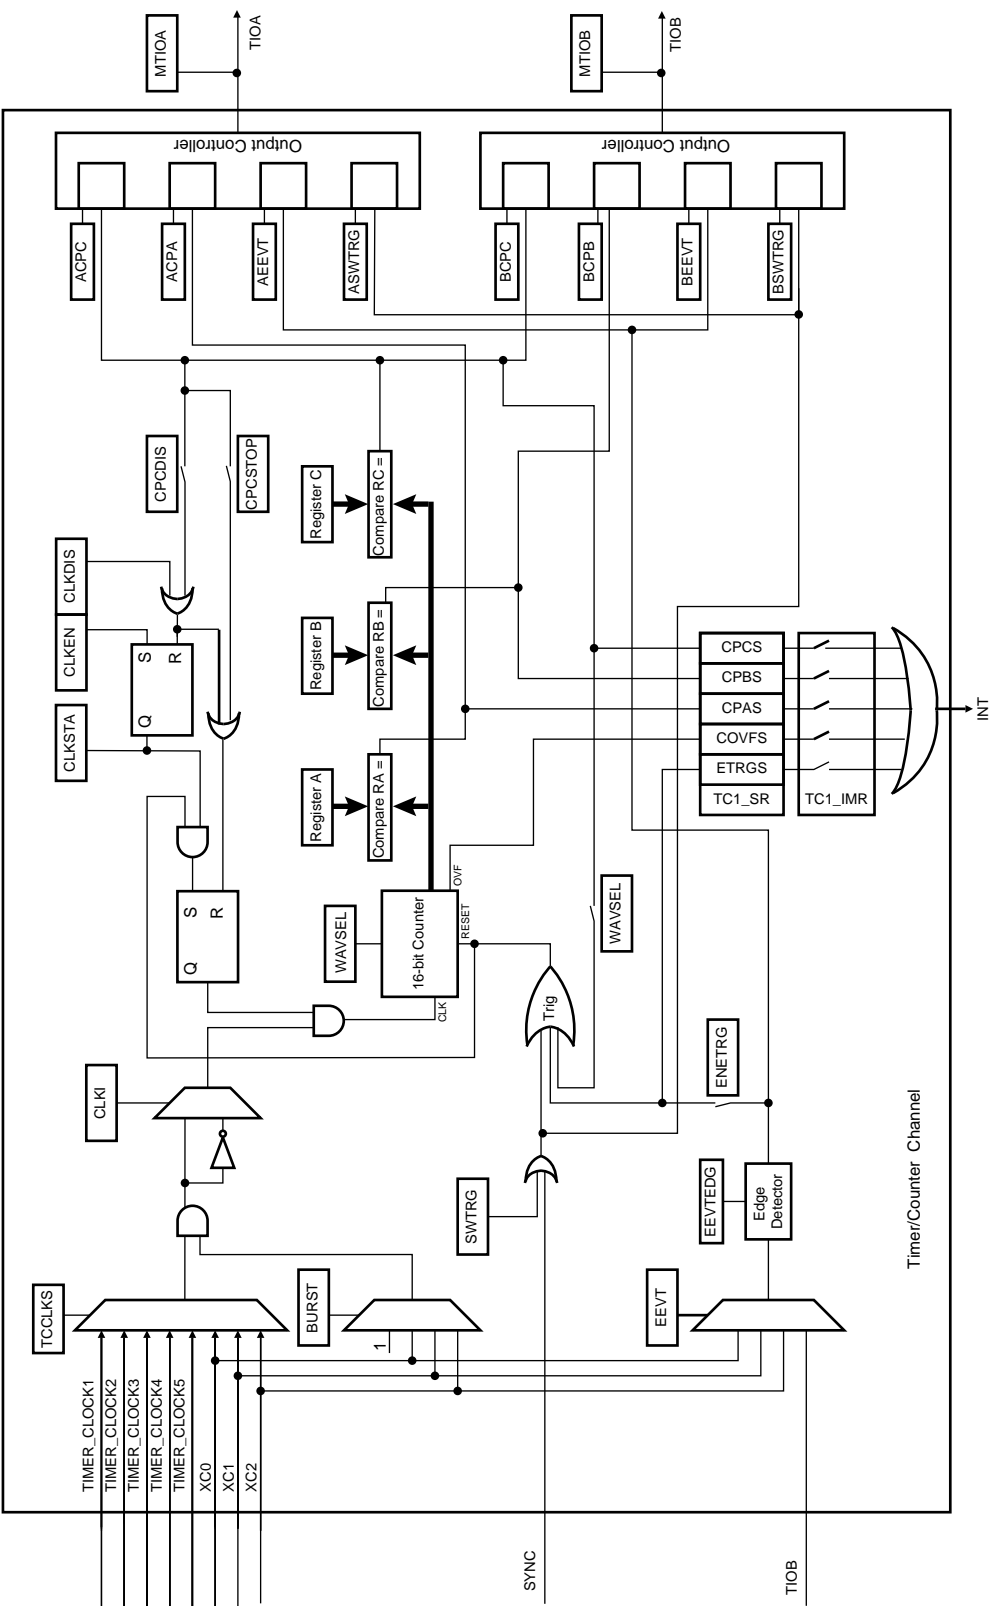 TCCLKS
TIMER_CLOCK1
TIMER_CLOCK2
TIMER_CLOCK3
TIMER_CLOCK4
TIMER_CLOCK5
XC0
XC1
XC2
CLKI
BURST
1
CLKSTA
CLKEN
CLKDIS
Q
S
R
Q
S
R
CPCDIS
CPCSTOP
Register A
Register B
Register C
Compare RA =
Compare RB =
Compare RC =
WAVSEL
16-bit Counter
CLK
RESET
OVF
SWTRG
SYNC
Trig
WAVSEL
EEVT
EEVTEDG
Edge
Detector
ENETRG
TIOB
ACPC
ACPA
AEEVT
ASWTRG
Output Controller
MTIOA
TIOA
BCPC
BCPB
BEEVT
BSWTRG
Output Controller
MTIOB
TIOB
CPCS
CPBS
CPAS
COVFS
ETRGS
TC1_SR
TC1_IMR
INT
Timer/Counter Channel